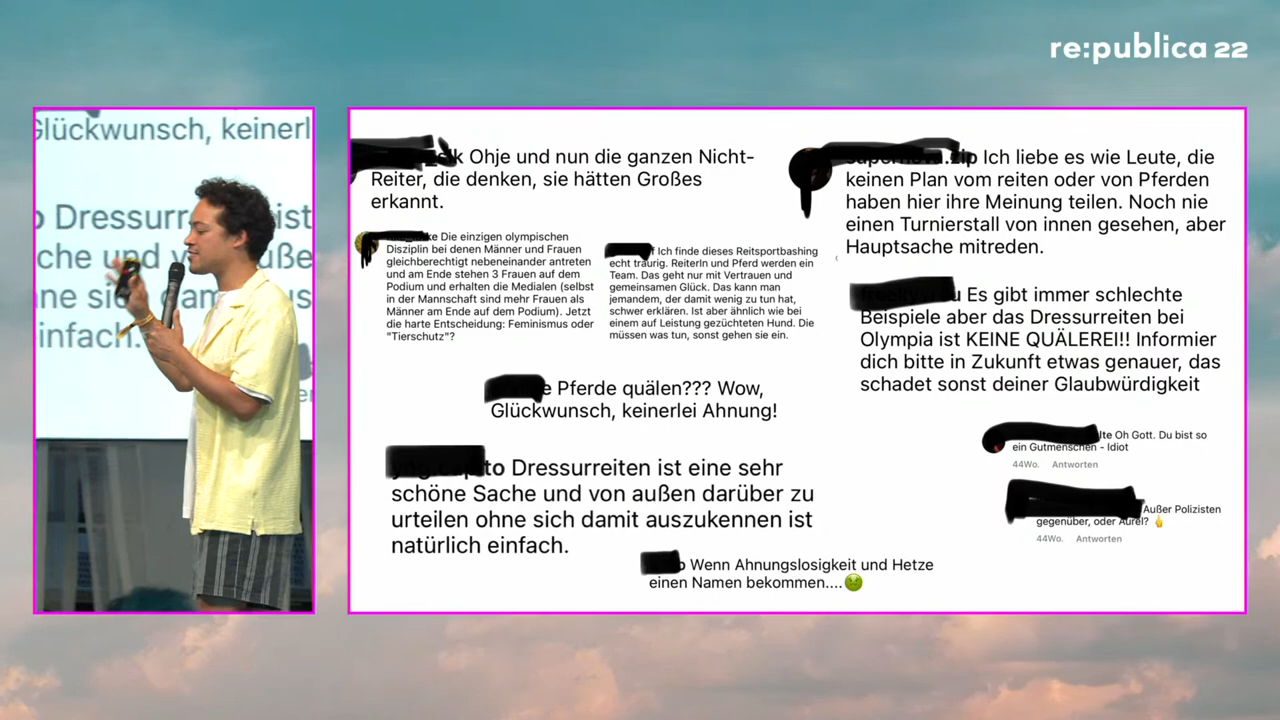 re:publica 22
Glückwunsch, keinerl
Dressurre ist
che und v uße
ne si dam us
infach.
Ohje und nun die ganzen Nicht-
Reiter, die denken, sie hätten Großes
erkannt.
Die einzigen olympischen
Disziplin bei denen Männer und Frauen
gleichberechtigt nebeneinander antreten
und am Ende stehen 3 Frauen auf dem
Podium und erhalten die Medialen (selbst
in der Mannschaft sind mehr Frauen als
Männer am Ende auf dem Podium). Jetzt
die harte Entscheidung: Feminismus oder
"Tierschutz"?
Ich finde dieses Reitsportbashing
echt traurig. ReiterIn und Pferd werden ein
Team. Das geht nur mit Vertrauen und
gemeinsamen Glück. Das kann man
jemandem, der damit wenig zu tun hat,
schwer erklären. Ist aber ähnlich wie bei
einem auf Leistung gezüchteten Hund. Die
müssen was tun, sonst gehen sie ein.
Pferde quälen??? Wow,
Glückwunsch, keinerlei Ahnung!
Dressurreiten ist eine sehr
schöne Sache und von außen darüber zu
urteilen ohne sich damit auszukennen ist
natürlich einfach.
Wenn Ahnungslosigkeit und Hetze
einen Namen bekommen....🤢
Ich liebe es wie Leute, die
keinen Plan vom reiten oder von Pferden
haben hier ihre Meinung teilen. Noch nie
einen Turnierstall von innen gesehen, aber
Hauptsache mitreden.
Es gibt immer schlechte
Beispiele aber das Dressurreiten bei
Olympia ist KEINE QUÄLEREI!! Informier
dich bitte in Zukunft etwas genauer, das
schadet sonst deiner Glaubwürdigkeit
Oh Gott. Du bist so
ein Gutmenschen - Idiot
44Wo. Antworten
Außer Polizisten
gegenüber, oder Aurel? 👆
44Wo. Antworten